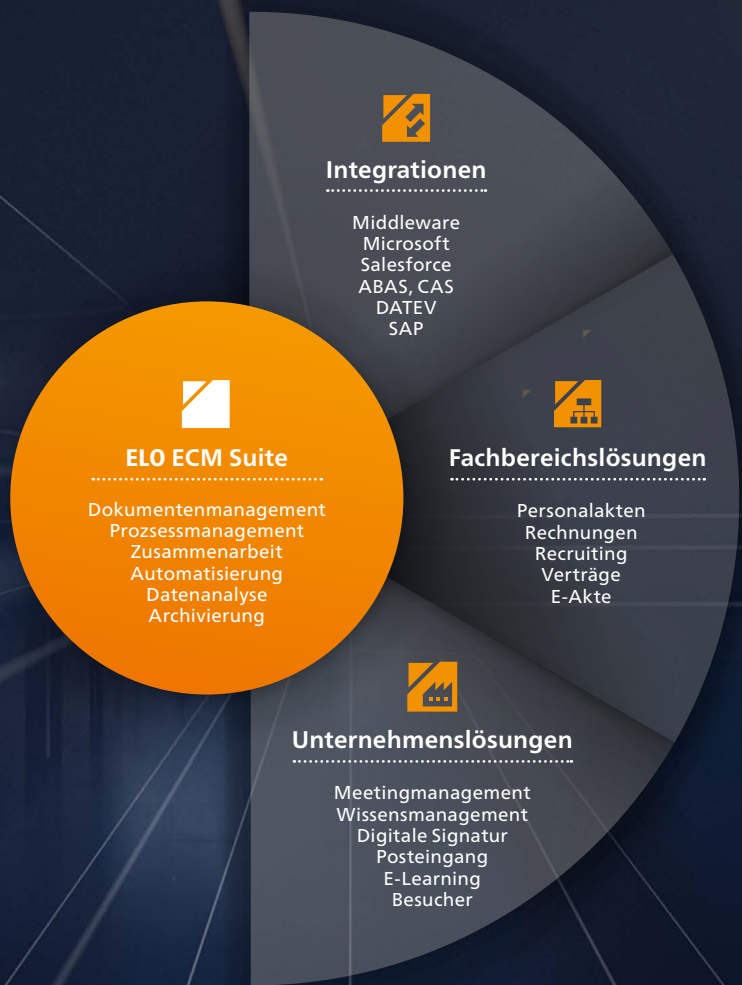 Integrationen
Middleware
Microsoft
Salesforce
ABAS, CAS
DATEV
SAP
ELO ECM Suite
Dokumentenmanagement
Prozsessmanagement
Zusammenarbeit
Automatisierung
Datenanalyse
Archivierung
Fachbereichslösungen
Personalakten
Rechnungen
Recruiting
Verträge
E-Akte
Unternehmenslösungen
Meetingmanagement
Wissensmanagement
Digitale Signatur
Posteingang
E-Learning
Besucher